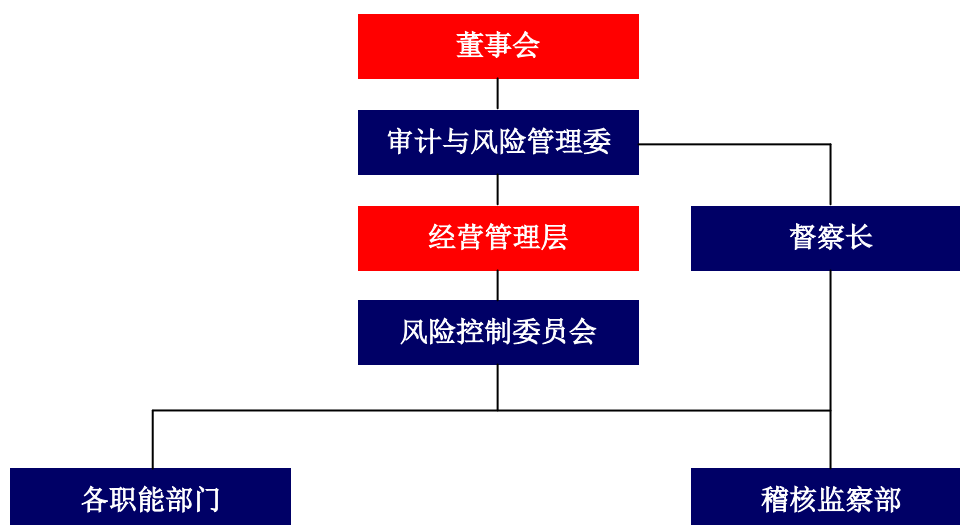 董事会
审计与风险管理委
经营管理层
督察长
风险控制委员会
各职能部门
稽核监察部